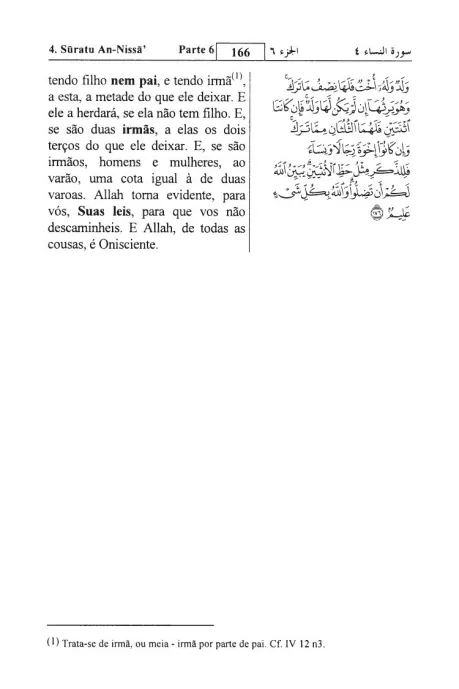 4. Sūratu An-Nissā' Parte 6 166 الجزء ٦ سورة النساء ٤
tendo filho nem pai, e tendo irmã(1),
a esta, a metade do que ele deixar. E
ele a herdará, se ela não tem filho. E,
se são duas irmãs, a elas os dois
terços do que ele deixar. E, se são
irmãos, homens e mulheres, ao
varão, uma cota igual à de duas
varoas. Allah torna evidente, para
vós, Suas leis, para que vos não
descaminheis. E Allah, de todas as
cousas, é Onisciente.
وَلَدٌ وَلَهُۥٓ أُخْتٌ فَلَهَا نِصْفُ مَا تَرَكَ ۚ
وَهُوَ يَرِثُهَآ إِن لَّمْ يَكُن لَّهَا وَلَدٌ ۚ فَإِن كَانَتَا
ٱثْنَتَيْنِ فَلَهُمَا ٱلثُّلُثَانِ مِمَّا تَرَكَ ۚ
وَإِن كَانُوٓا۟ إِخْوَةً رِّجَالًا وَنِسَآءً
فَلِلذَّكَرِ مِثْلُ حَظِّ ٱلْأُنثَيَيْنِ ۗ يُبَيِّنُ ٱللَّهُ
لَكُمْ أَن تَضِلُّوا۟ ۗ وَٱللَّهُ بِكُلِّ شَىْءٍ
عَلِيمٌۢ ١٧٦
(1) Trata-se de irmã, ou meia - irmã por parte de pai. Cf. IV 12 n3.